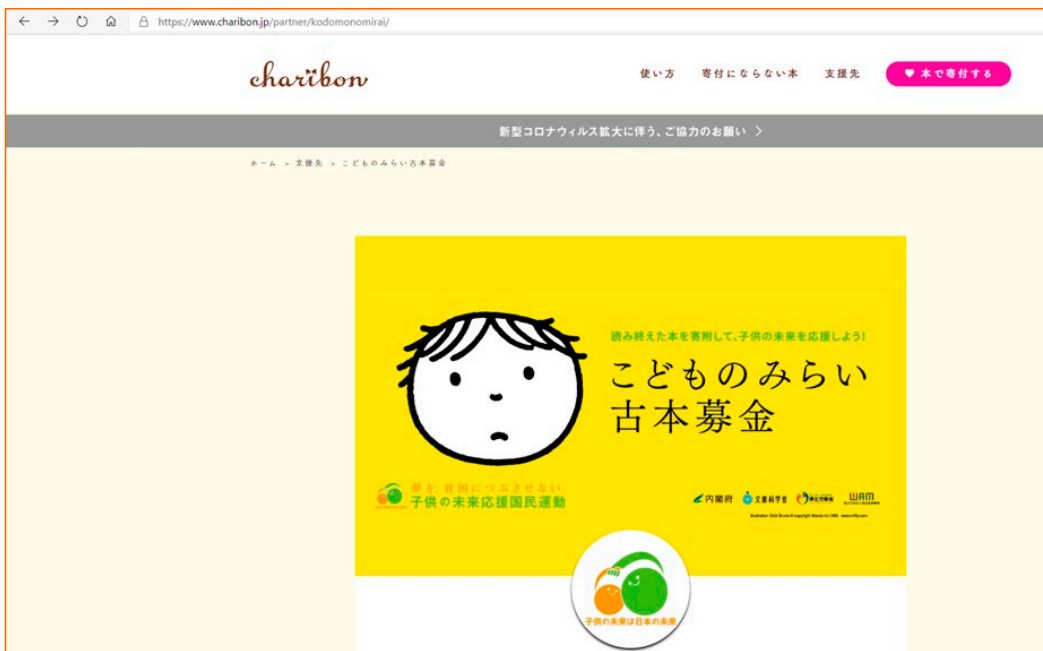 https://www.charibon.jp/partner/kodomonomirai/
charibon
使い方 寄付にならない本 支援先 ♥ 本で寄付する
新型コロナウィルス拡大に伴う、ご協力のお願い >
ホーム > 支援先 > こどものみらい古本募金
読み終えた本を寄附して、子供の未来を応援しよう!
こどものみらい
古本募金
夢を、貧困につぶさせない。
子供の未来応援国民運動
内閣府 文部科学省 厚生労働省 WAM
子供の未来は日本の未来